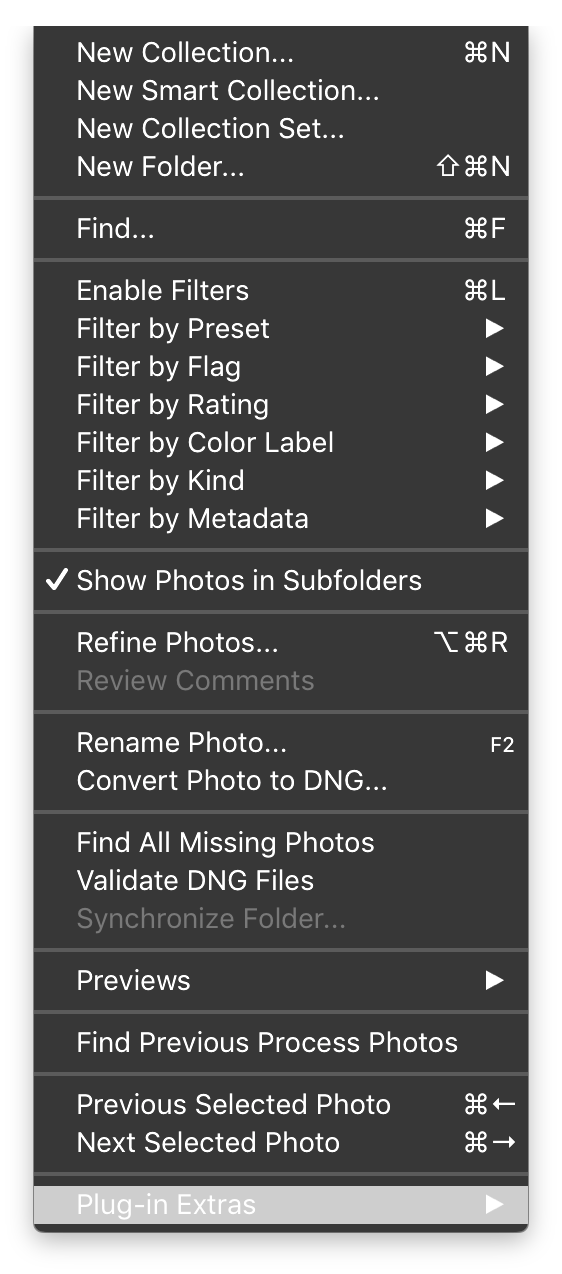 New Collection... ⌘N
New Smart Collection...
New Collection Set...
New Folder... ⇧⌘N
Find... ⌘F
Enable Filters ⌘L
Filter by Preset ▶
Filter by Flag ▶
Filter by Rating ▶
Filter by Color Label ▶
Filter by Kind ▶
Filter by Metadata ▶
✓ Show Photos in Subfolders
Refine Photos... ⌥⌘R
Review Comments
Rename Photo... F2
Convert Photo to DNG...
Find All Missing Photos
Validate DNG Files
Synchronize Folder...
Previews ▶
Find Previous Process Photos
Previous Selected Photo ⌘←
Next Selected Photo ⌘→
Plug-in Extras ▶